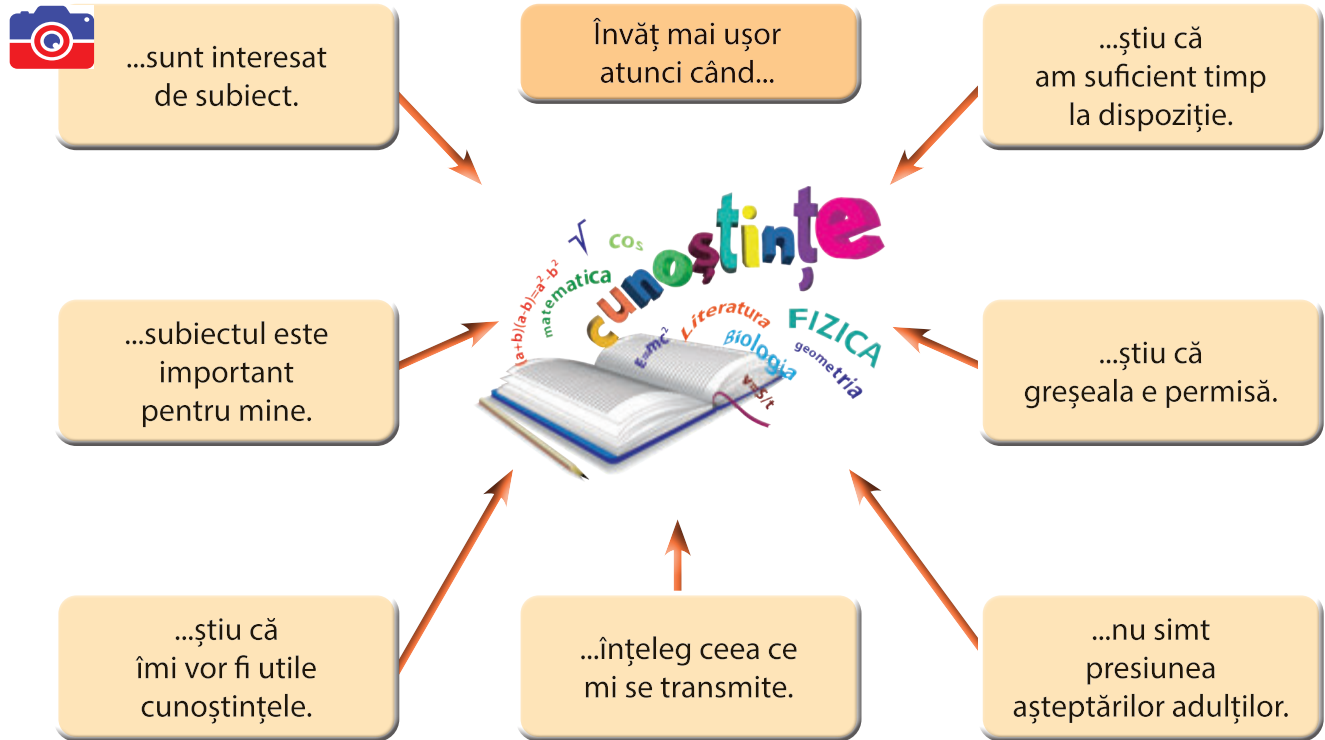 Învăț mai ușor
atunci când...
...sunt interesat
de subiect.
...știu că
am suficient timp
la dispoziție.
√
cos
cunoștințe
(a+b)(a-b)=a²-b²
matematica
Literatura
FIZICA
Biologia
geometria
E=mc²
v=S/t
...subiectul este
important
pentru mine.
...știu că
greșeala e permisă.
...știu că
îmi vor fi utile
cunoștințele.
...înțeleg ceea ce
mi se transmite.
...nu simt
presiunea
așteptărilor adulților.